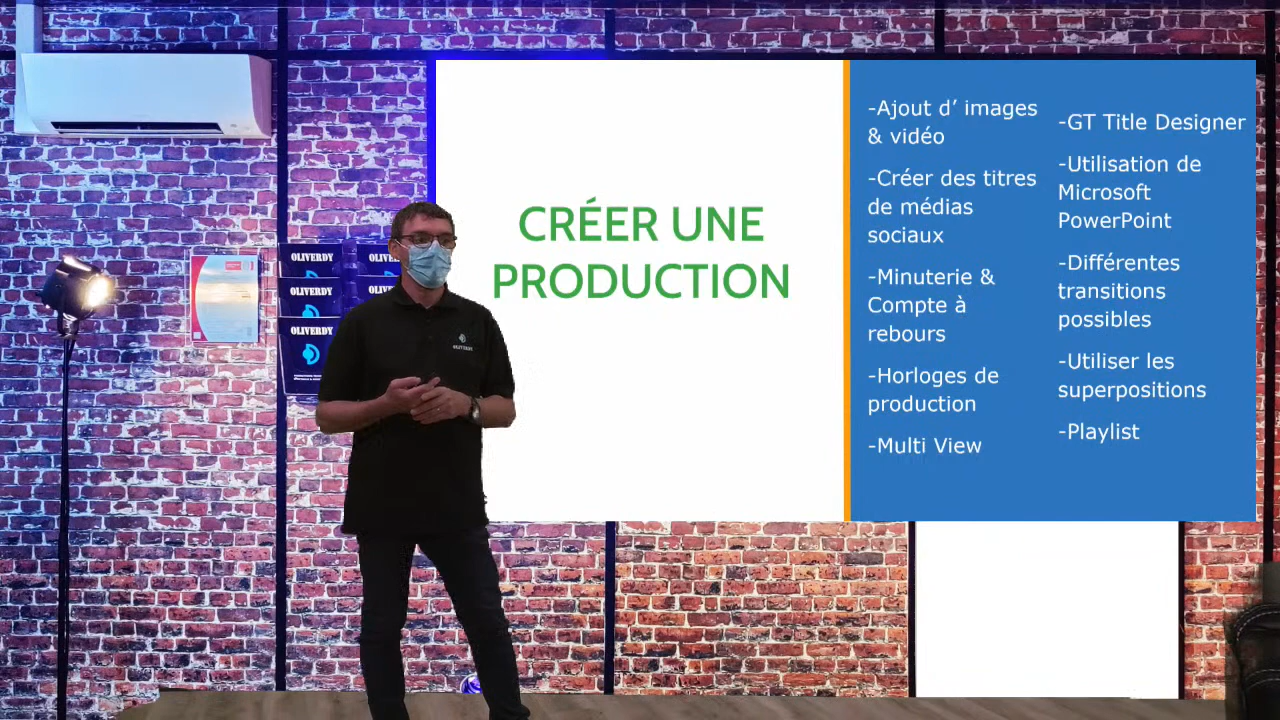 CRÉER UNE
PRODUCTION
-Ajout d’ images
& vidéo
-Créer des titres
de médias
sociaux
-Minuterie &
Compte à
rebours
-Horloges de
production
-Multi View
-GT Title Designer
-Utilisation de
Microsoft
PowerPoint
-Différentes
transitions
possibles
-Utiliser les
superpositions
-Playlist
OLIVERDY
OLIVERDY
OLIVERDY
OLIVERDY